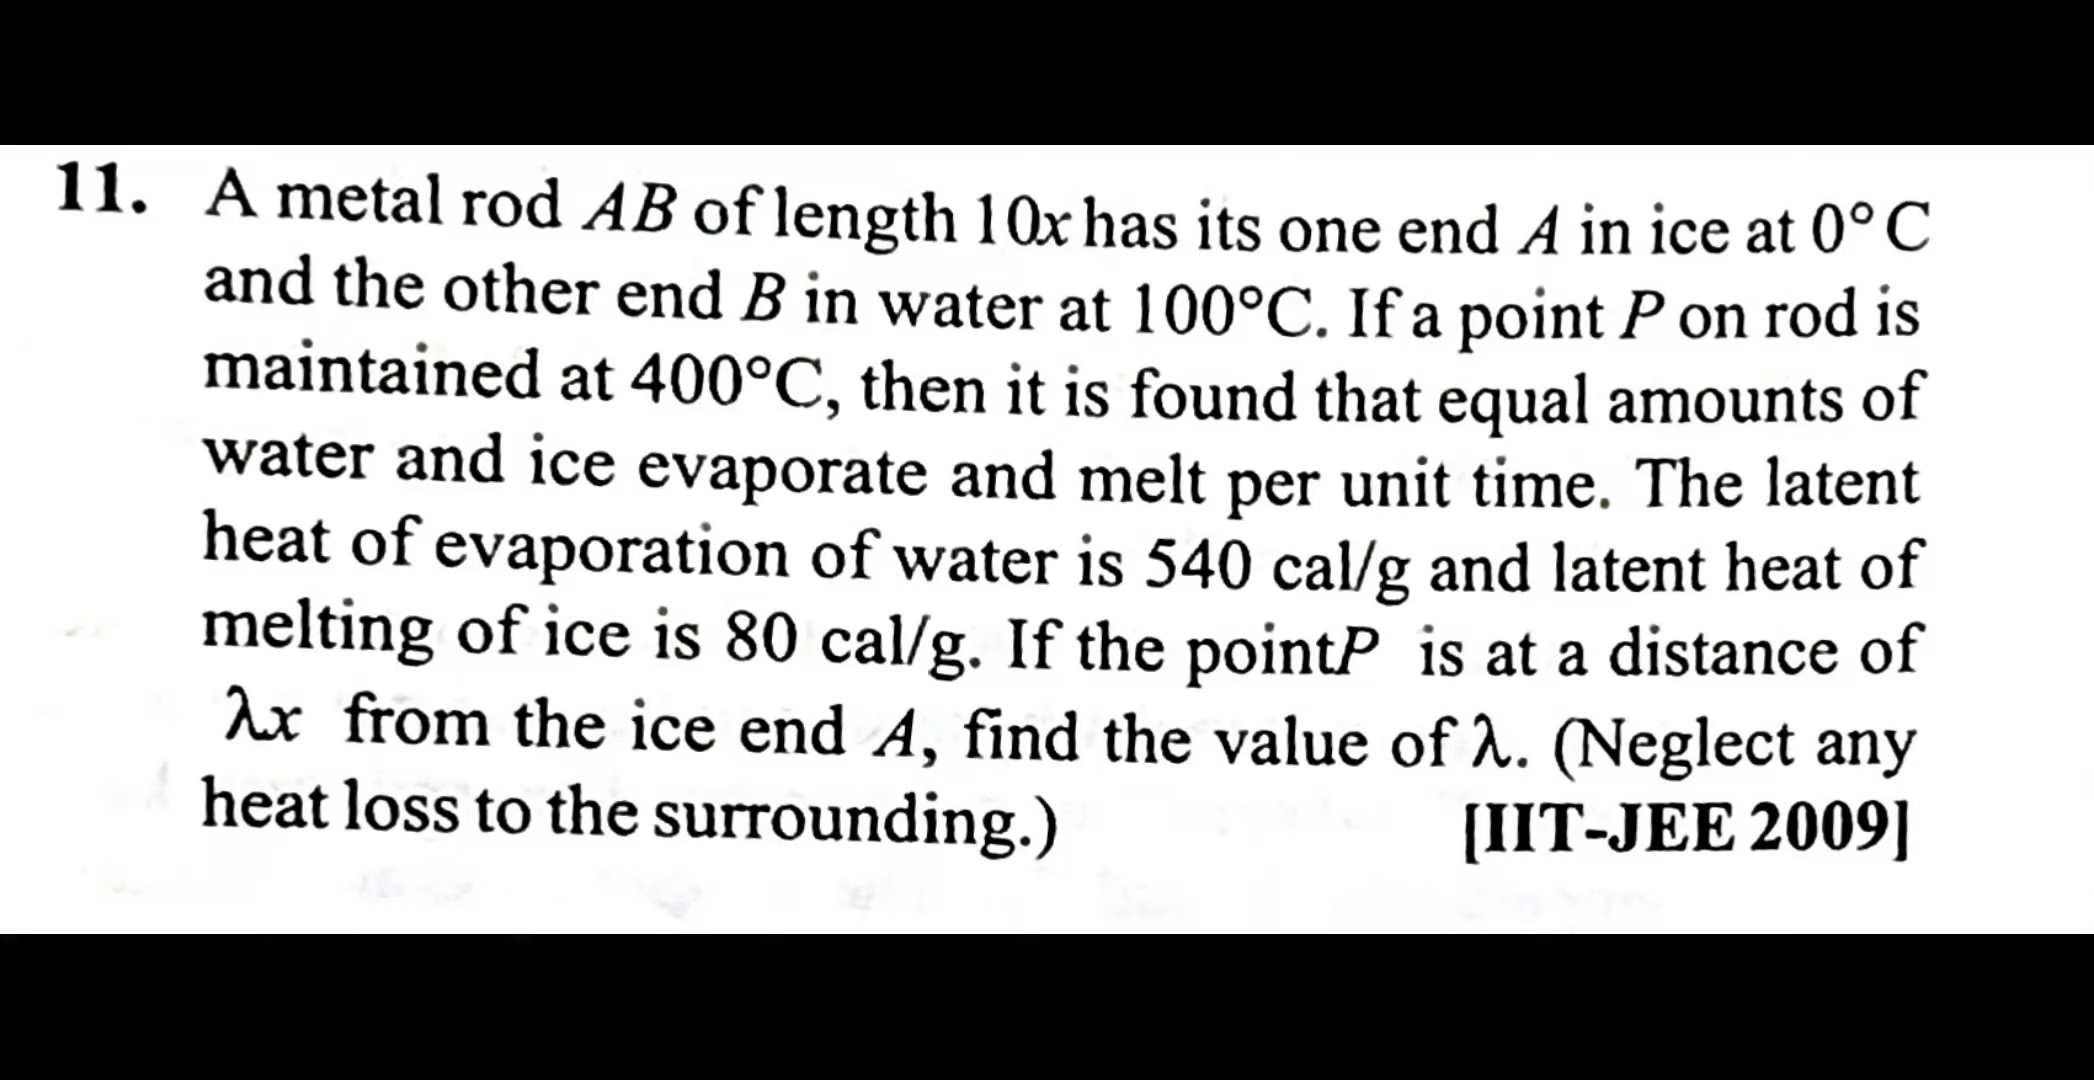 11. A metal rod AB of length 10x has its one end A in ice at 0°C
and the other end B in water at 100°C. If a point P on rod is
maintained at 400°C, then it is found that equal amounts of
water and ice evaporate and melt per unit time. The latent
heat of evaporation of water is 540 cal/g and latent heat of
melting of ice is 80 cal/g. If the pointP is at a distance of
λx from the ice end A, find the value of λ. (Neglect any
heat loss to the surrounding.) [IIT-JEE 2009]